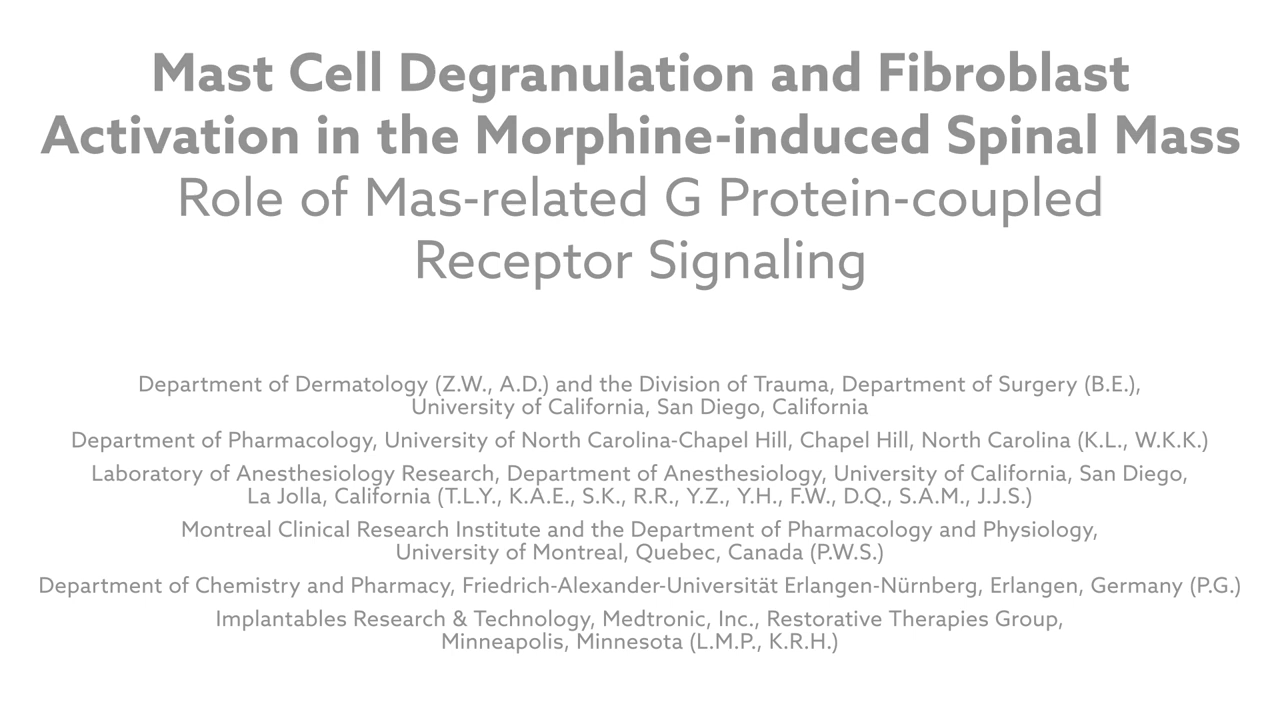 Mast Cell Degranulation and Fibroblast
Activation in the Morphine-induced Spinal Mass
Role of Mas-related G Protein-coupled
Receptor Signaling
Department of Dermatology (Z.W., A.D.) and the Division of Trauma, Department of Surgery (B.E.),
University of California, San Diego, California
Department of Pharmacology, University of North Carolina-Chapel Hill, Chapel Hill, North Carolina (K.L., W.K.K.)
Laboratory of Anesthesiology Research, Department of Anesthesiology, University of California, San Diego,
La Jolla, California (T.L.Y., K.A.E., S.K., R.R., Y.Z., Y.H., F.W., D.Q., S.A.M., J.J.S.)
Montreal Clinical Research Institute and the Department of Pharmacology and Physiology,
University of Montreal, Quebec, Canada (P.W.S.)
Department of Chemistry and Pharmacy, Friedrich-Alexander-Universität Erlangen-Nürnberg, Erlangen, Germany (P.G.)
Implantables Research & Technology, Medtronic, Inc., Restorative Therapies Group,
Minneapolis, Minnesota (L.M.P., K.R.H.)